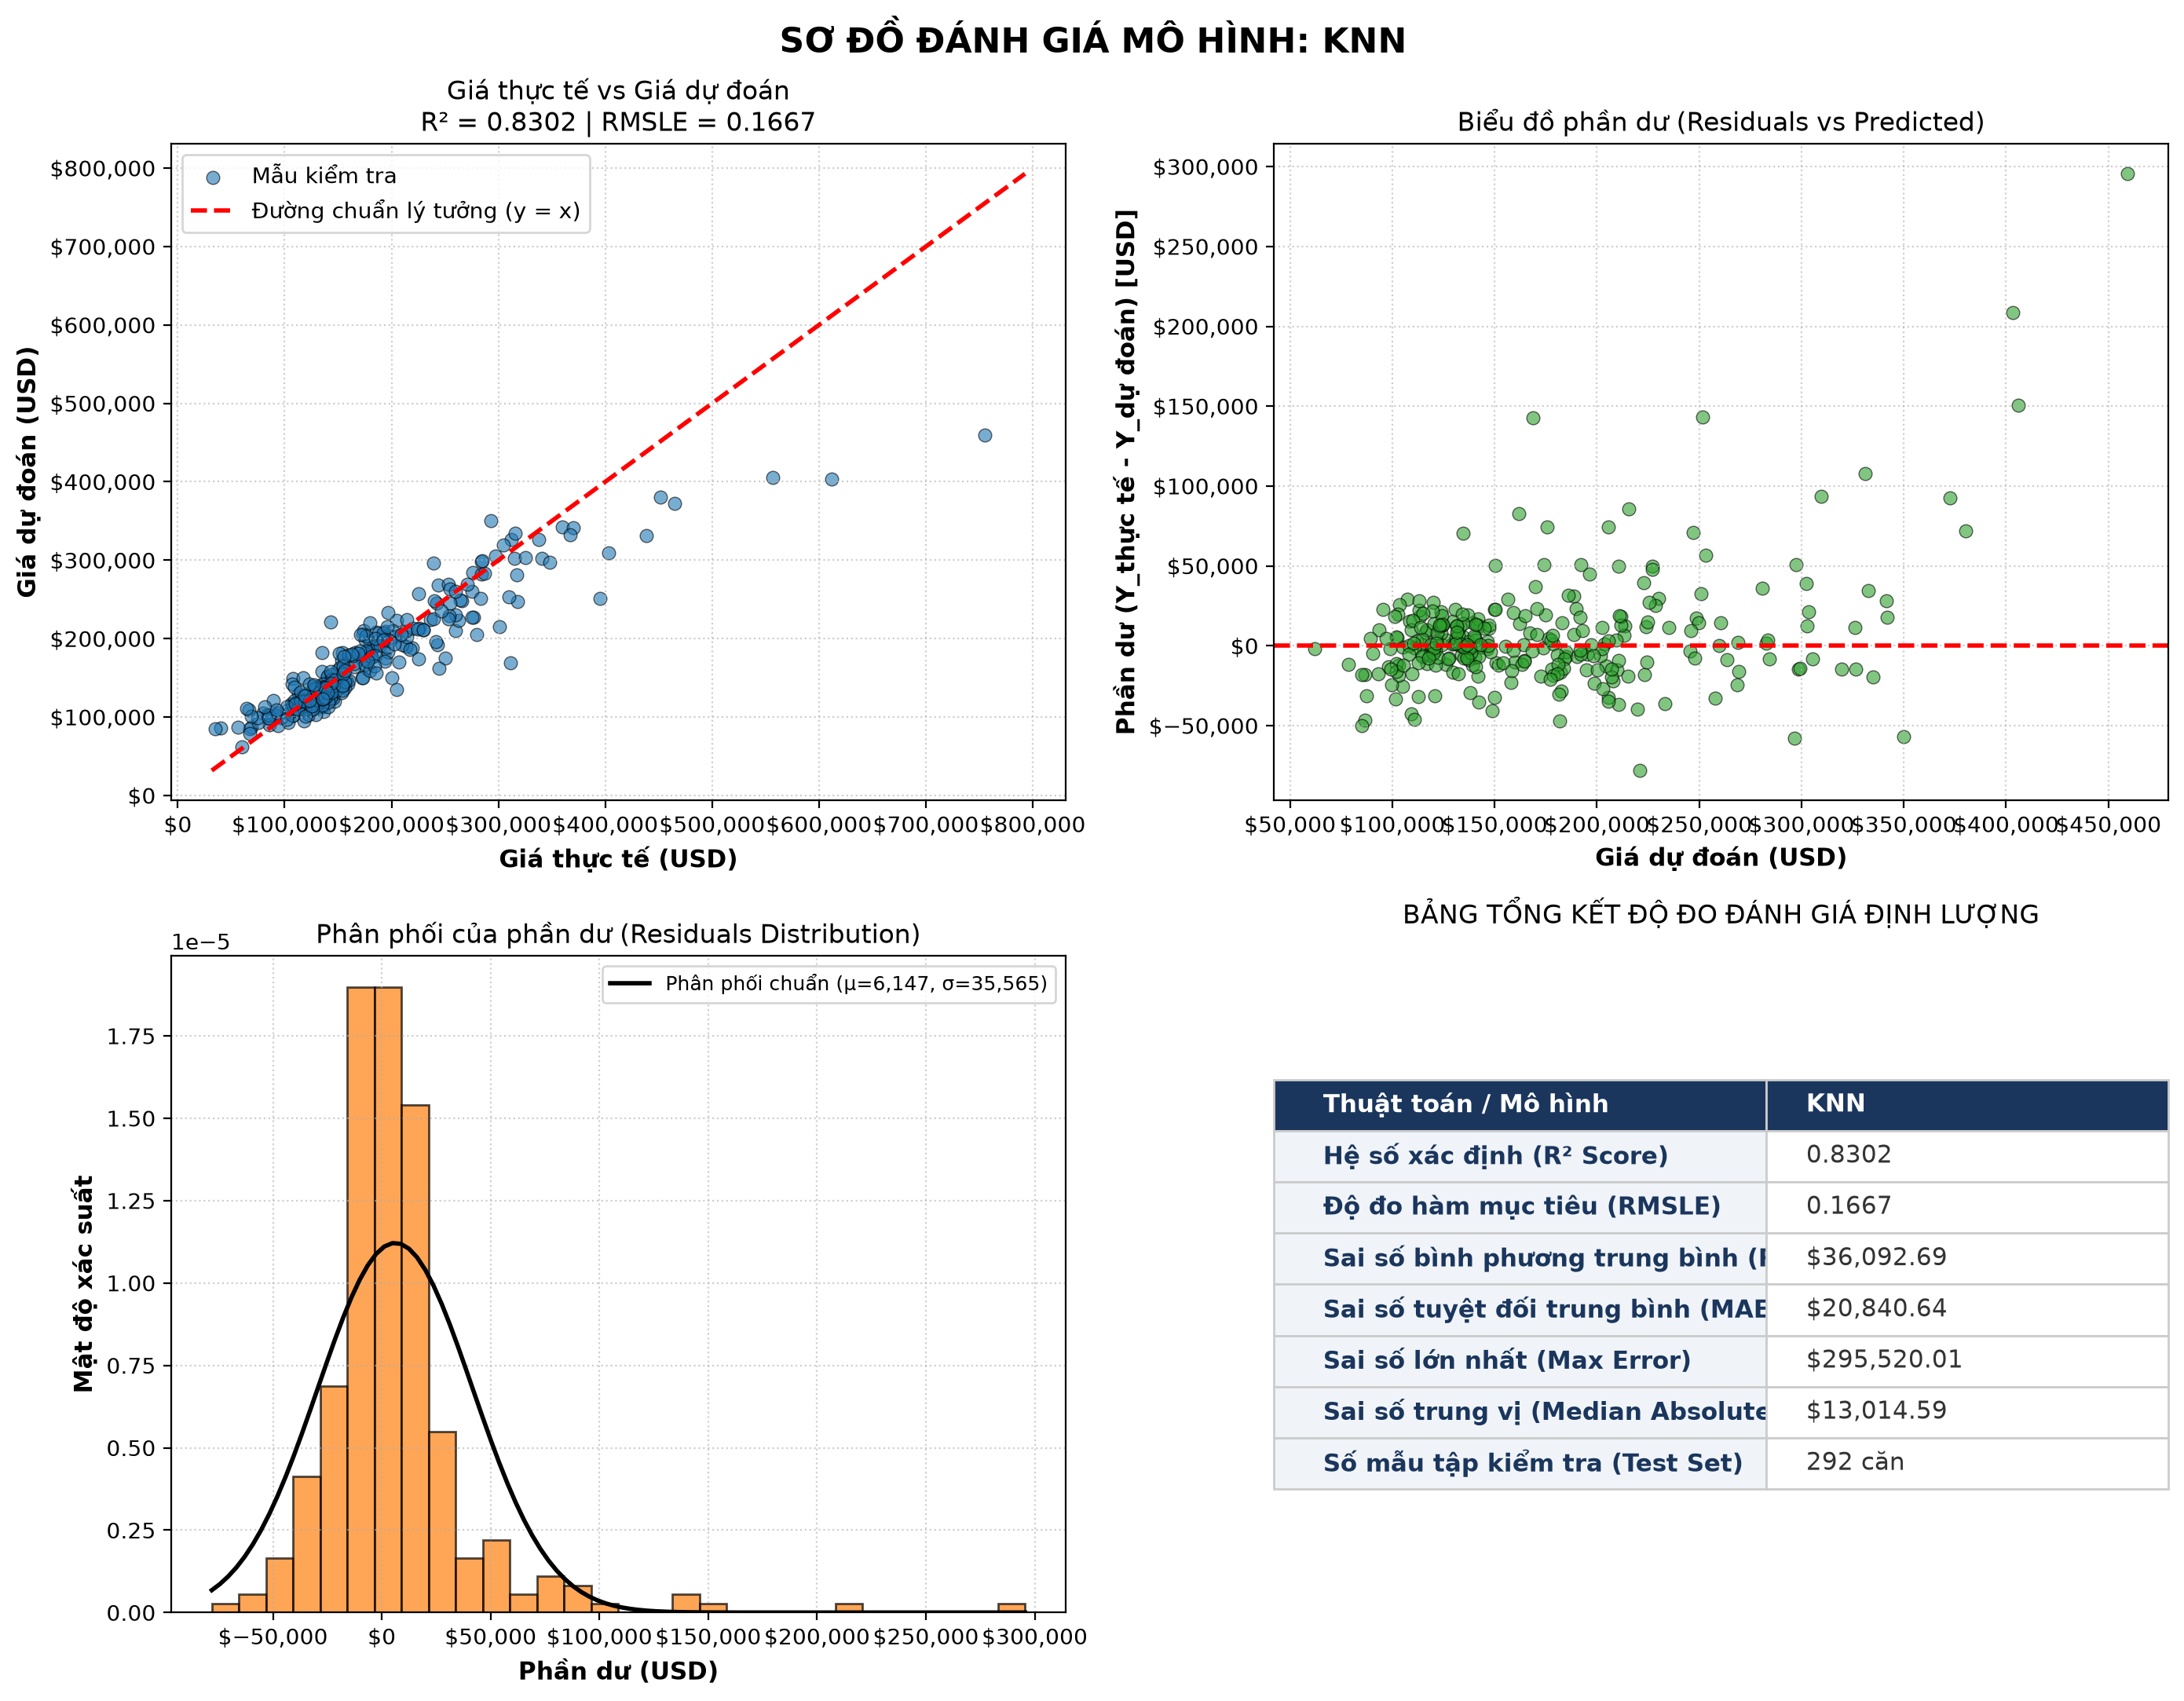 SƠ ĐỒ ĐÁNH GIÁ MÔ HÌNH: KNN
Giá thực tế vs Giá dự đoán
R² = 0.8302 | RMSLE = 0.1667
Mẫu kiểm tra
Đường chuẩn lý tưởng (y = x)
$800,000
$700,000
$600,000
$500,000
$400,000
$300,000
$200,000
$100,000
$0
Giá dự đoán (USD)
$0 $100,000 $200,000 $300,000 $400,000 $500,000 $600,000 $700,000 $800,000
Giá thực tế (USD)
Biểu đồ phần dư (Residuals vs Predicted)
$300,000
$250,000
$200,000
$150,000
$100,000
$50,000
$0
$−50,000
Phần dư (Y_thực tế - Y_dự đoán) [USD]
$50,000 $100,000 $150,000 $200,000 $250,000 $300,000 $350,000 $400,000 $450,000
Giá dự đoán (USD)
Phân phối của phần dư (Residuals Distribution)
1e−5
Phân phối chuẩn (μ=6,147, σ=35,565)
1.75
1.50
1.25
1.00
0.75
0.50
0.25
0.00
Mật độ xác suất
$−50,000 $0 $50,000 $100,000 $150,000 $200,000 $250,000 $300,000
Phần dư (USD)
BẢNG TỔNG KẾT ĐỘ ĐO ĐÁNH GIÁ ĐỊNH LƯỢNG
Thuật toán / Mô hình KNN
Hệ số xác định (R² Score) 0.8302
Độ đo hàm mục tiêu (RMSLE) 0.1667
Sai số bình phương trung bình ( $36,092.69
Sai số tuyệt đối trung bình (MAE $20,840.64
Sai số lớn nhất (Max Error) $295,520.01
Sai số trung vị (Median Absolute $13,014.59
Số mẫu tập kiểm tra (Test Set) 292 căn